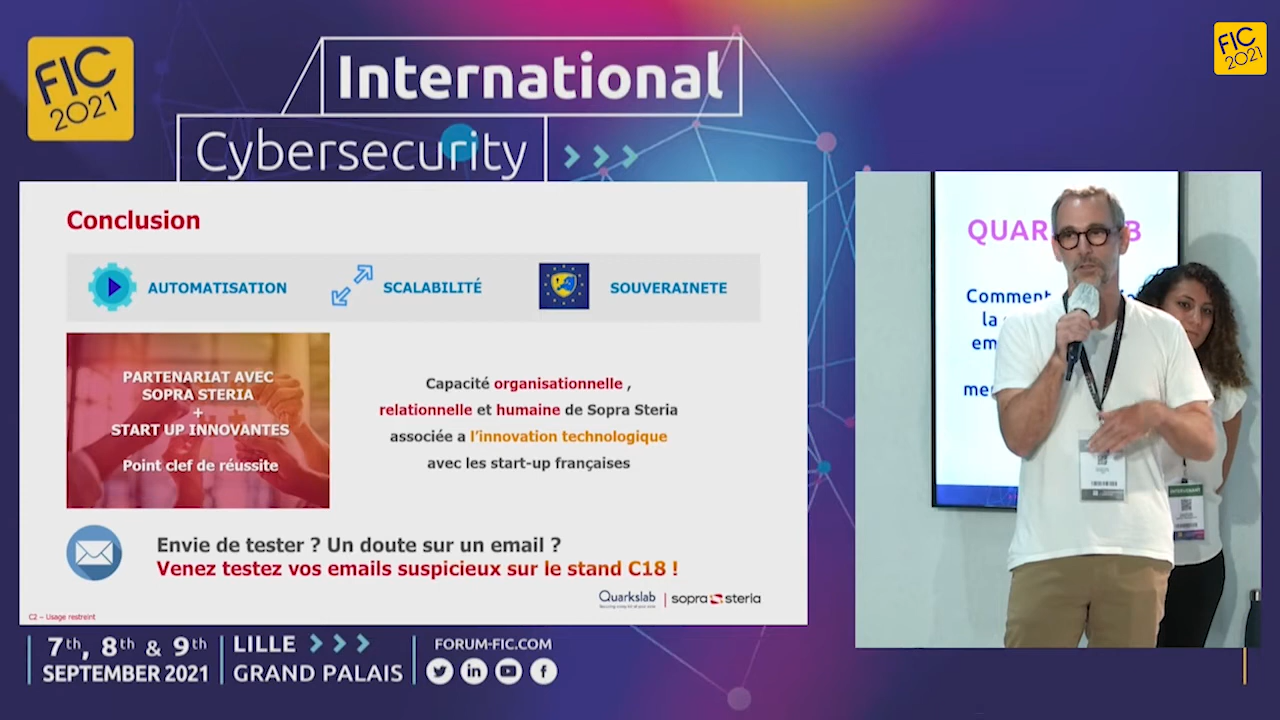 FIC
2021
International
Cybersecurity
FIC
2021
Conclusion
AUTOMATISATION
SCALABILITÉ
SOUVERAINETE
PARTENARIAT AVEC
SOPRA STERIA
+
START UP INNOVANTES
Point clef de réussite
Capacité organisationnelle ,
relationnelle et humaine de Sopra Steria
associée a l'innovation technologique
avec les start-up françaises
Envie de tester ? Un doute sur un email ?
Venez testez vos emails suspicieux sur le stand C18 !
Quarkslab
sopra steria
C2 – Usage restreint
Comment
la
7th, 8th & 9th
SEPTEMBER 2021
LILLE
GRAND PALAIS
FORUM-FIC.COM